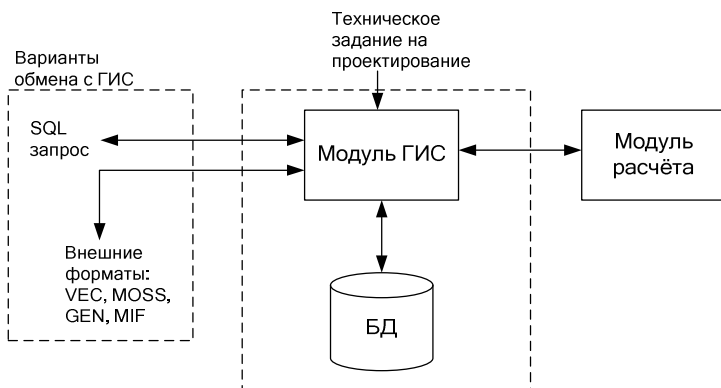 Техническое
задание на
проектирование
Варианты
обмена с ГИС
SQL
запрос
Модуль ГИС
Модуль
расчёта
Внешние
форматы:
VEC, MOSS,
GEN, MIF
БД